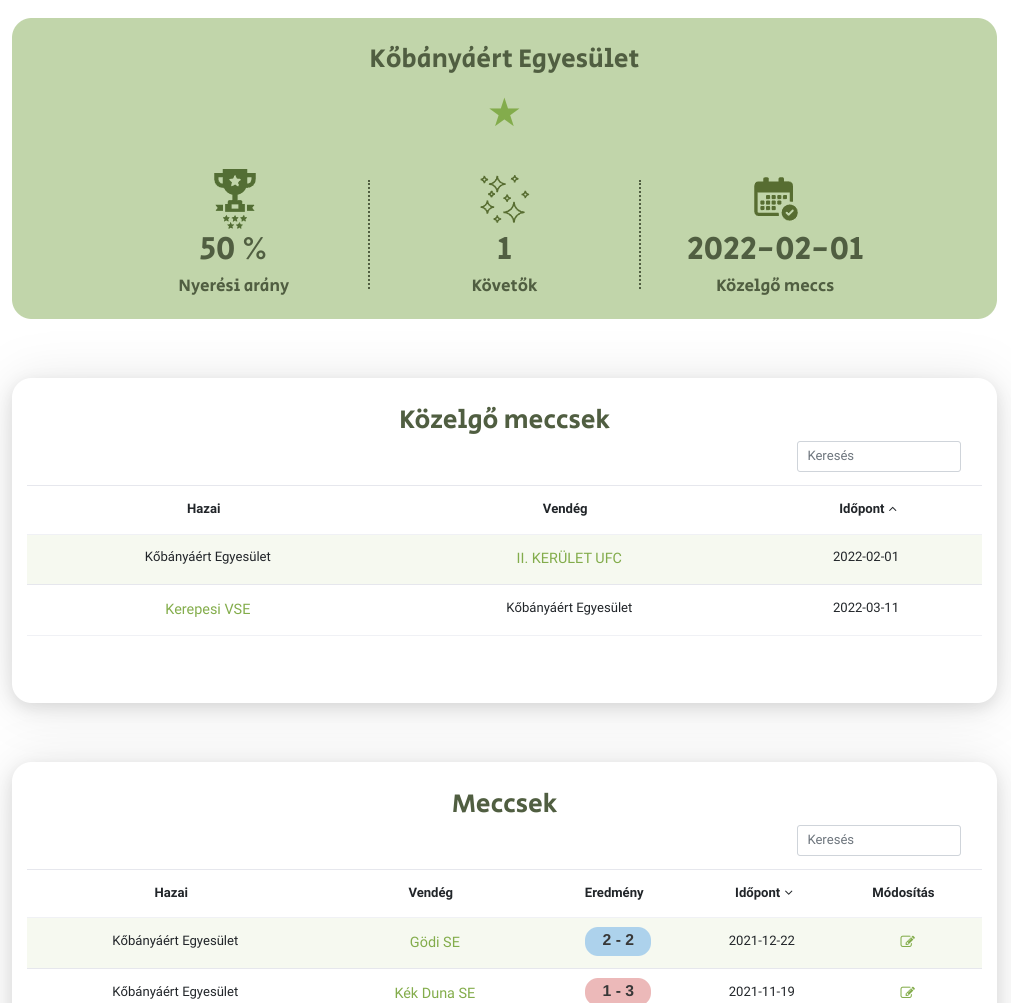 Kőbányáért Egyesület
50 % 1 2022-02-01
Nyerési arány Követők Közelgő meccs
Közelgő meccsek
Keresés
Hazai Vendég Időpont
Kőbányáért Egyesület II. KERÜLET UFC 2022-02-01
Kerepesi VSE Kőbányáért Egyesület 2022-03-11
Meccsek
Keresés
Hazai Vendég Eredmény Időpont Módosítás
Kőbányáért Egyesület Gödi SE 2 - 2 2021-12-22
Kőbányáért Egyesület Kék Duna SE 1 - 3 2021-11-19